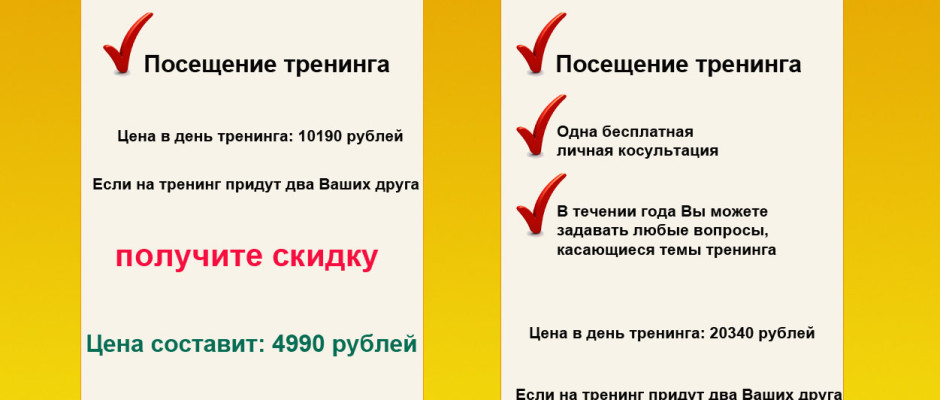 Посещение тренинга
Цена в день тренинга: 10190 рублей
Если на тренинг придут два Ваших друга
получите скидку
Цена составит: 4990 рублей
Посещение тренинга
Одна бесплатная
личная косультация
В течении года Вы можете
задавать любые вопросы,
касающиеся темы тренинга
Цена в день тренинга: 20340 рублей
Если на тренинг придут два Ваших друга